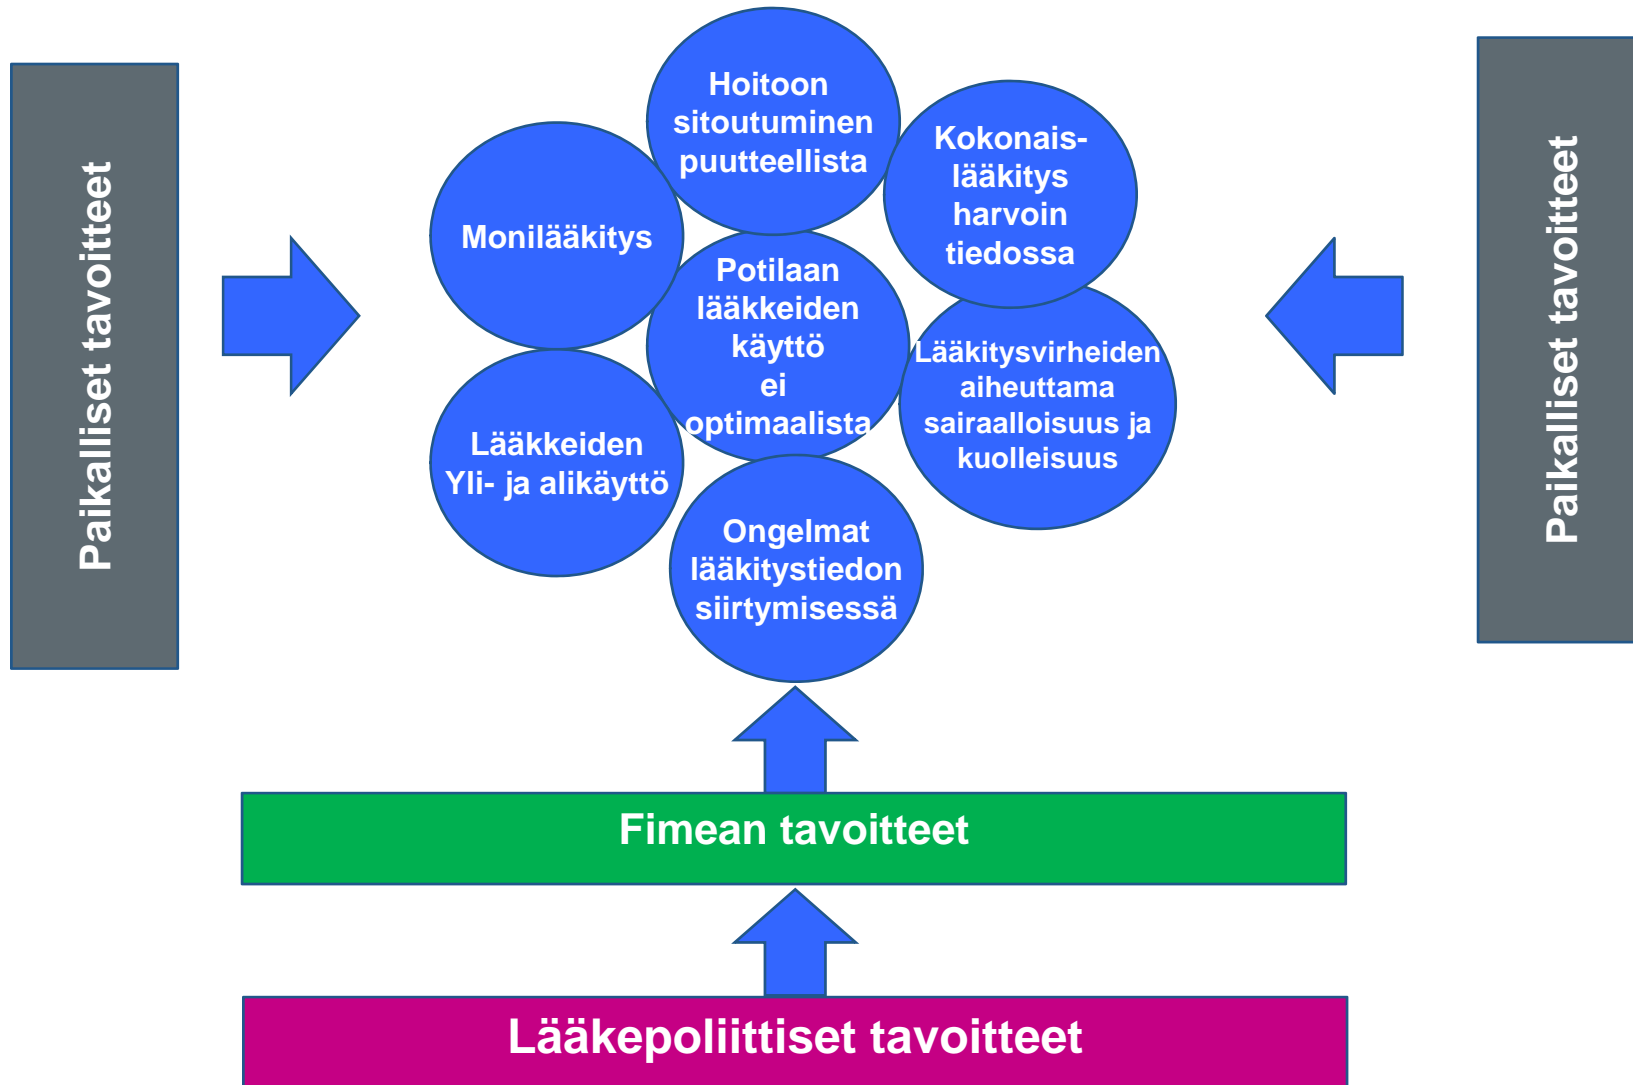 Paikalliset tavoitteet
Hoitoon
sitoutuminen
puutteellista
Kokonais-
lääkitys
harvoin
tiedossa
Monilääkitys
Potilaan
lääkkeiden
käyttö
ei
optimaalista
Lääkitysvirheiden
aiheuttama
sairaalloisuus ja
kuolleisuus
Lääkkeiden
Yli- ja alikäyttö
Ongelmat
lääkitystiedon
siirtymisessä
Paikalliset tavoitteet
Fimean tavoitteet
Lääkepoliittiset tavoitteet